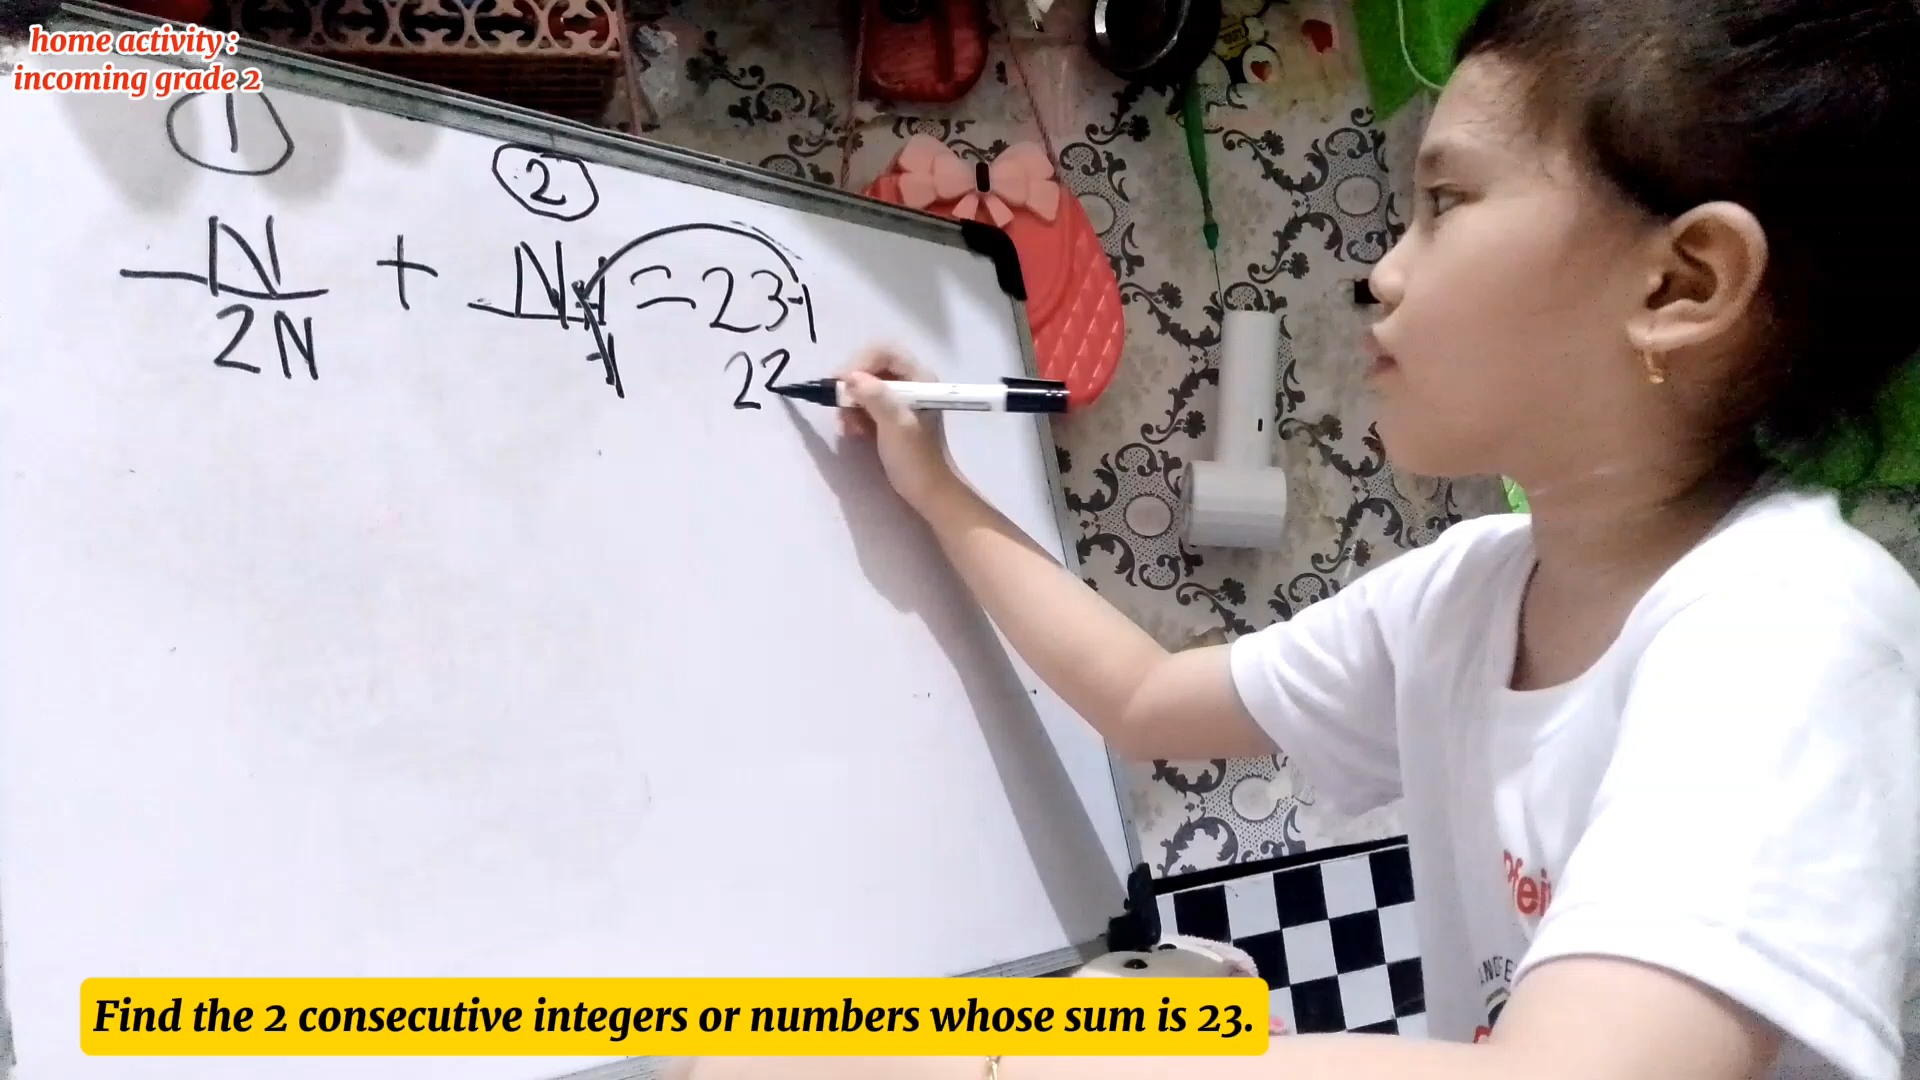 home activity :
incoming grade 2
1
2
N + N+1 = 23-1
2N -1 22
Find the 2 consecutive integers or numbers whose sum is 23.